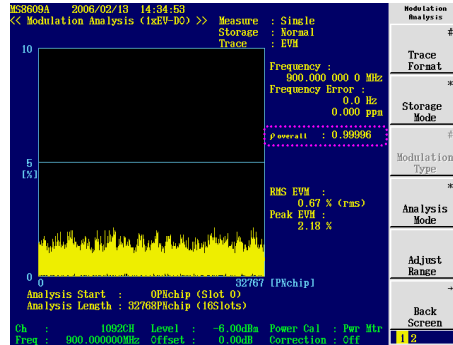 MS8609A 2006/02/13 14:34:53
<< Modulation Analysis (1xEV-DO) >> Measure : Single
Storage : Normal
Trace : EVM
10
Frequency :
900.000 000 0 MHz
Frequency Error :
0.0 Hz
0.000 ppm
ρoverall : 0.99996
5
[%]
RMS EVM :
0.67 % (rms)
Peak EVM :
2.18 %
0
0 32767 [PNchip]
Analysis Start : 0PNchip (Slot 0)
Analysis Length : 32768PNchip (16Slots)
Ch : 1092CH Level : -6.00dBm Power Cal : Pwr Mtr
Freq : 900.000000MHz Offset : 0.00dB Correction : Off
Modulation
Analysis
#
Trace
Format
*
Storage
Mode
#
Modulation
Type
*
Analysis
Mode
Adjust
Range
→
Back
Screen
1 2